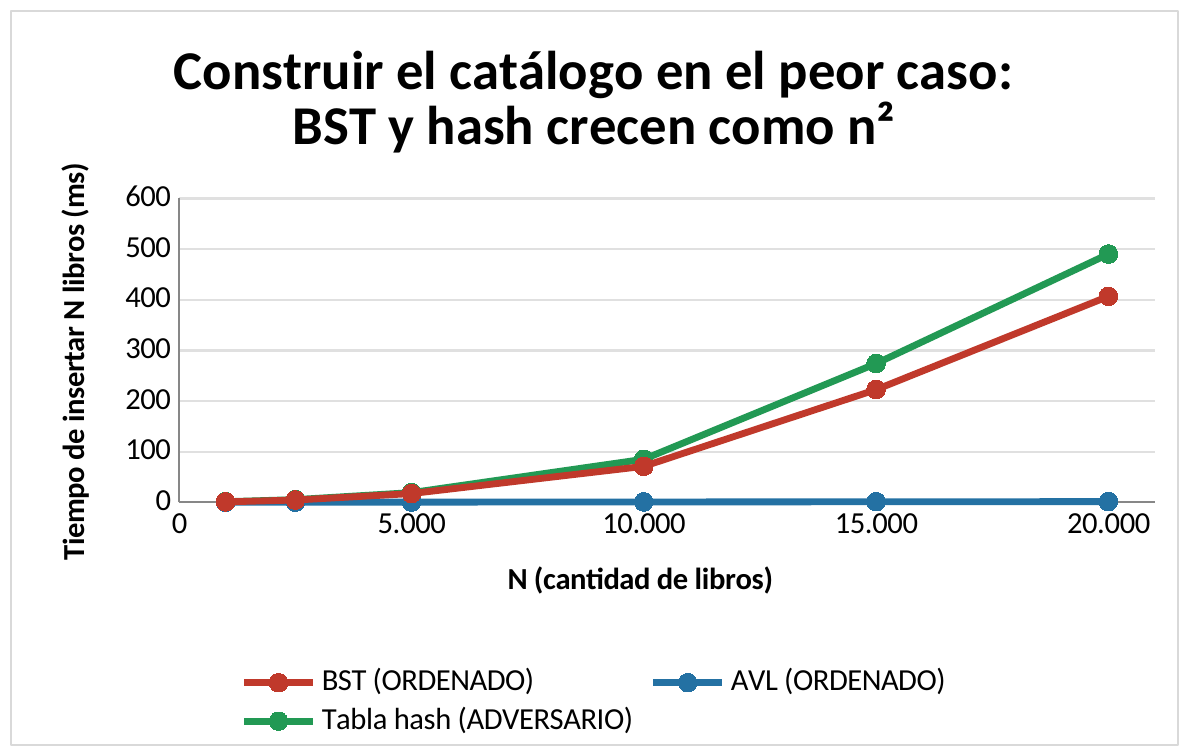 Construir el catálogo en el peor caso:
BST y hash crecen como n²
Tiempo de insertar N libros (ms)
600
500
400
300
200
100
0
0
5.000
10.000
15.000
20.000
N (cantidad de libros)
BST (ORDENADO)
AVL (ORDENADO)
Tabla hash (ADVERSARIO)